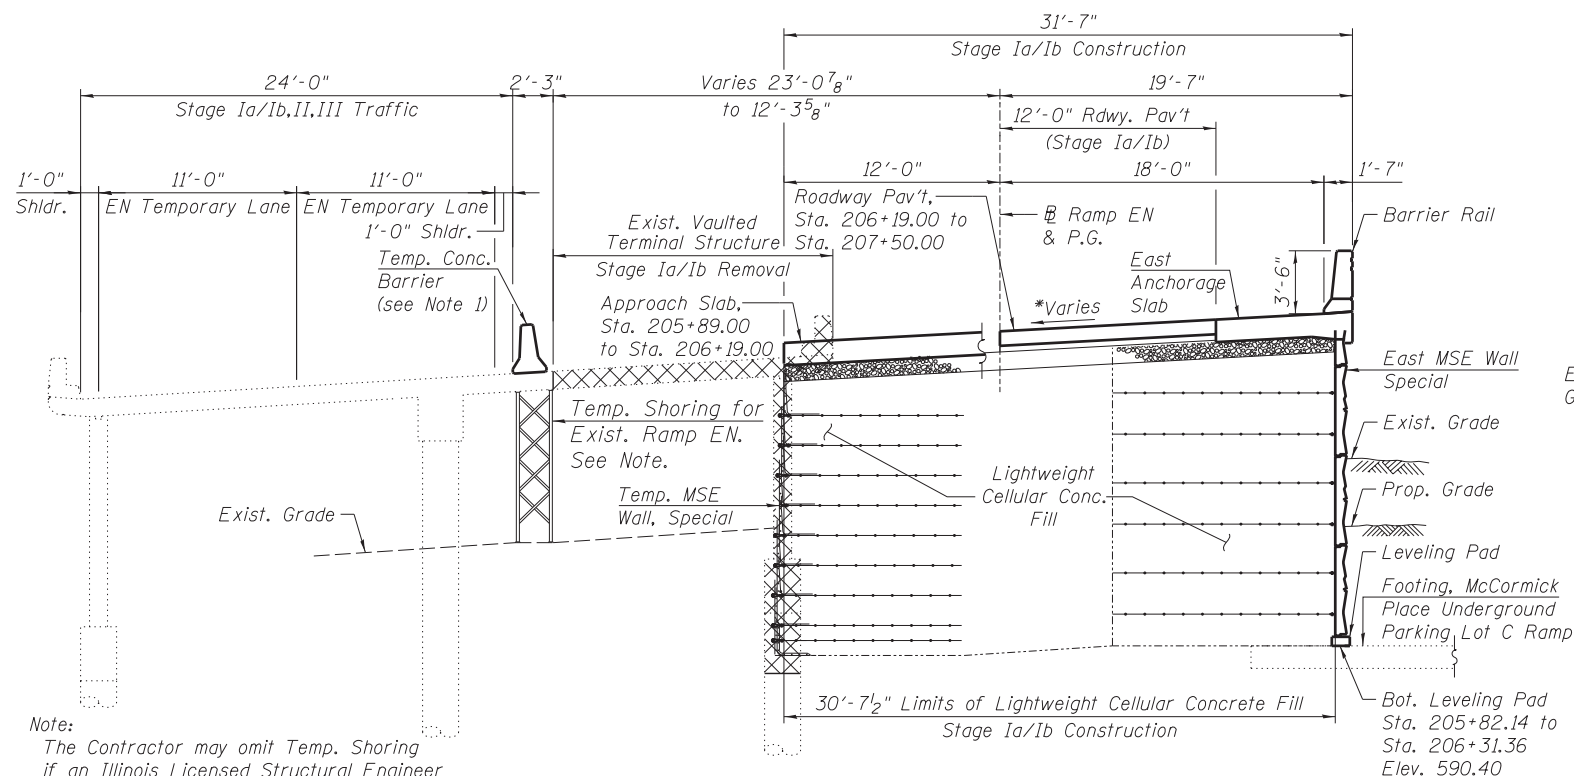 31'-7"
Stage Ia/Ib Construction
24'-0"
Stage Ia/Ib,II,III Traffic
2'-3"
Varies 23'-0⅞"
to 12'-3⅝"
19'-7"
12'-0" Rdwy. Pav't
(Stage Ia/Ib)
1'-0"
Shldr.
11'-0"
EN Temporary Lane
11'-0"
EN Temporary Lane
1'-0" Shldr.
12'-0"
18'-0"
1'-7"
Roadway Pav't,
Sta. 206+19.00 to
Sta. 207+50.00
Ramp EN
& P.G.
Barrier Rail
Exist. Vaulted
Terminal Structure
Stage Ia/Ib Removal
Temp. Conc.
Barrier
(see Note 1)
East
Anchorage
Slab
3'-6"
*Varies
Approach Slab,
Sta. 205+89.00
to Sta. 206+19.00
East MSE Wall
Special
Temp. Shoring for
Exist. Ramp EN.
See Note.
Exist. Grade
Lightweight
Cellular Conc.
Fill
Prop. Grade
Temp. MSE
Wall, Special
Exist. Grade
Leveling Pad
Footing, McCormick
Place Underground
Parking Lot C Ramp
30'-7½" Limits of Lightweight Cellular Concrete Fill
Stage Ia/Ib Construction
Bot. Leveling Pad
Sta. 205+82.14 to
Sta. 206+31.36
Elev. 590.40
Note:
The Contractor may omit Temp. Shoring
if an Illinois Licensed Structural Engineer